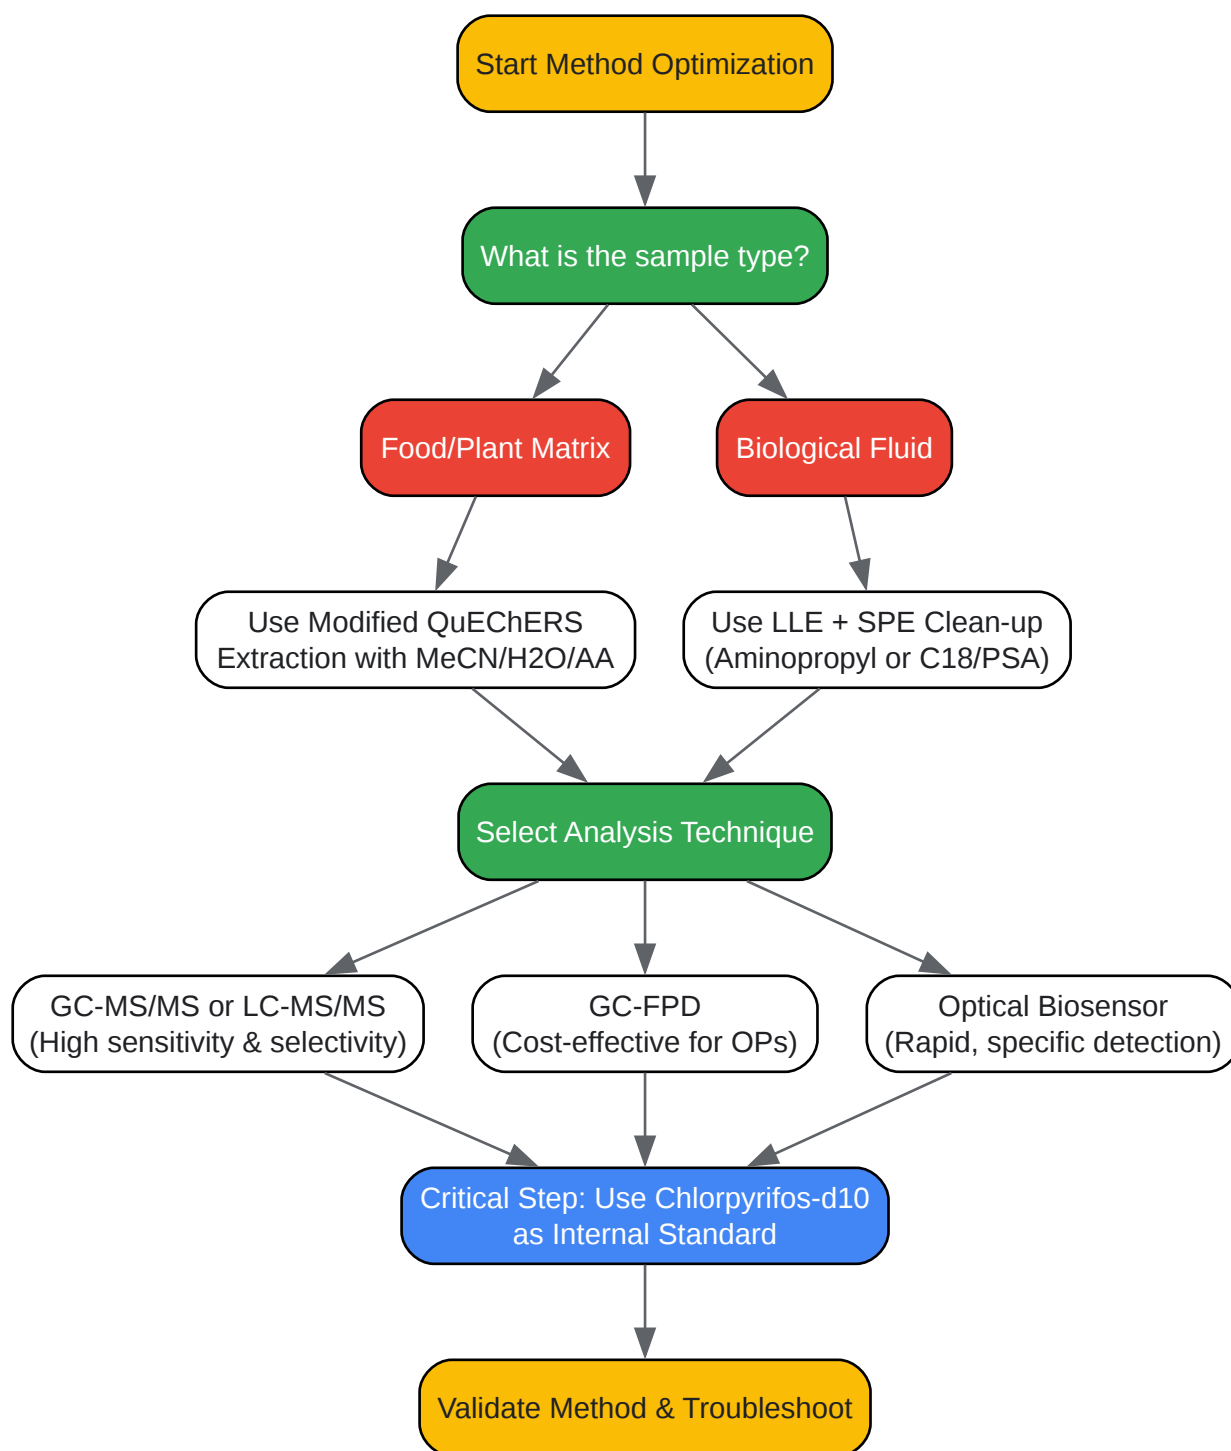 Start Method Optimization
What is the sample type?
Food/Plant Matrix
Biological Fluid
Use Modified QuEChERS
Extraction with MeCN/H2O/AA
Use LLE + SPE Clean-up
(Aminopropyl or C18/PSA)
Select Analysis Technique
GC-MS/MS or LC-MS/MS
(High sensitivity & selectivity)
GC-FPD
(Cost-effective for OPs)
Optical Biosensor
(Rapid, specific detection)
Critical Step: Use Chlorpyrifos-d10
as Internal Standard
Validate Method & Troubleshoot